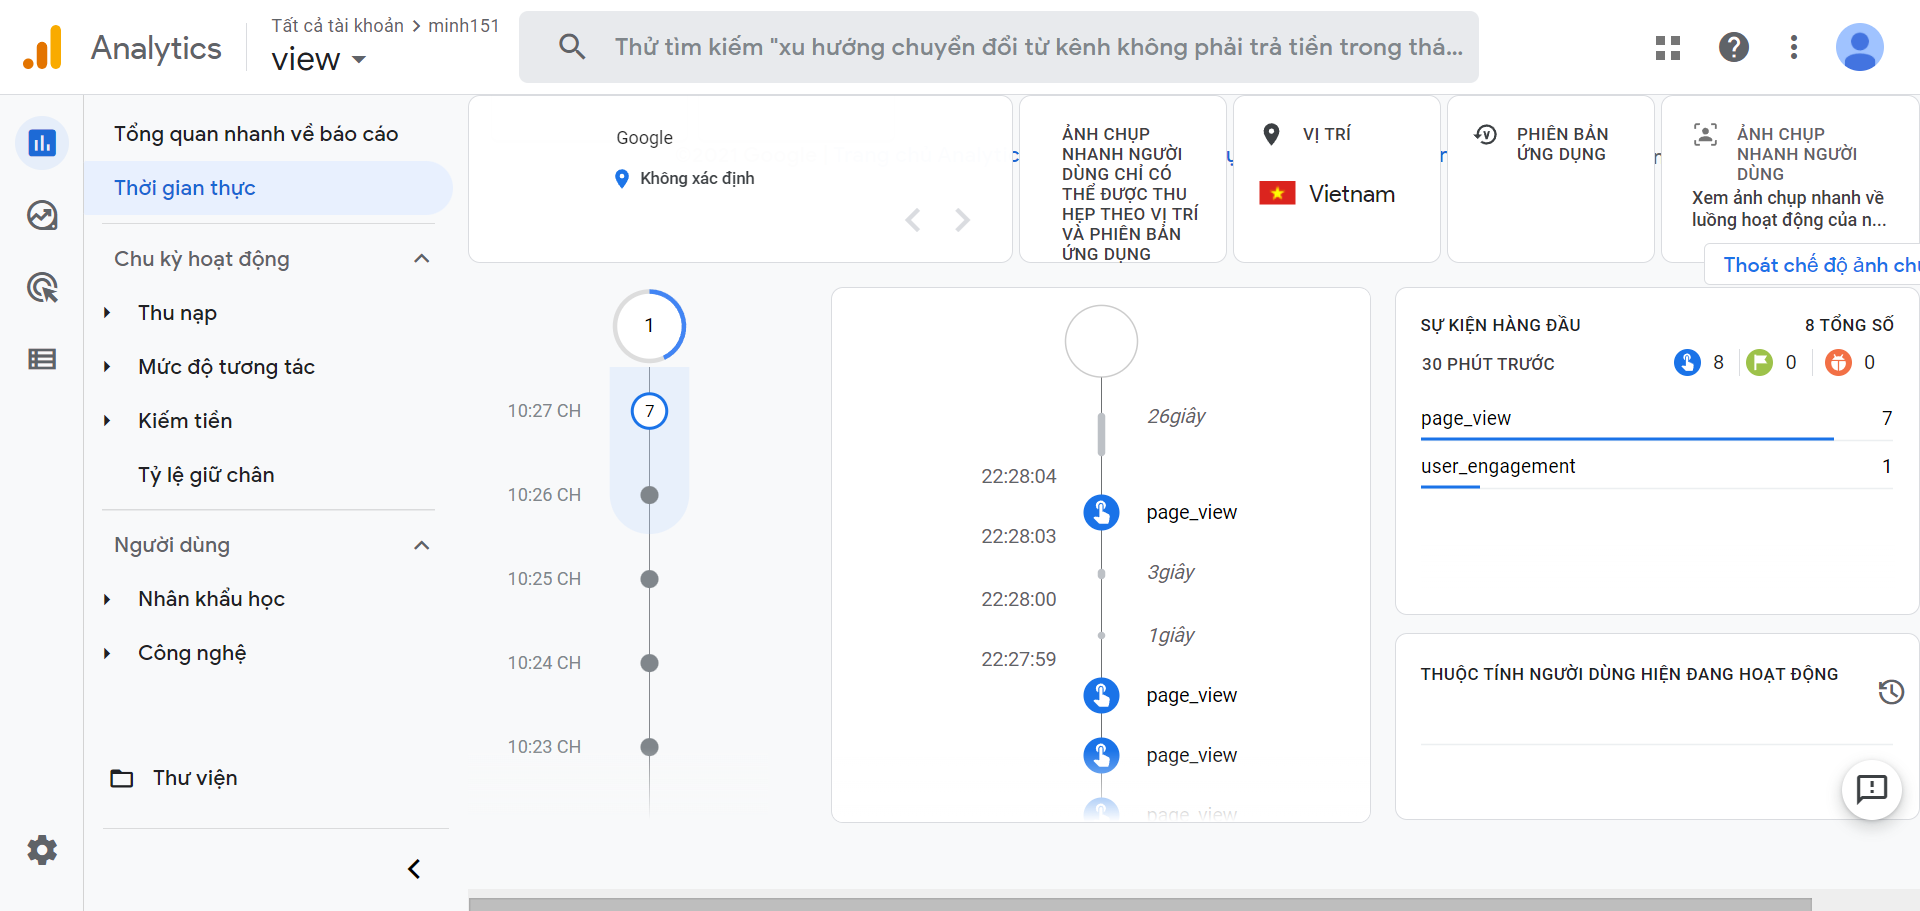 Analytics
Tất cả tài khoản > minh151
view
Thử tìm kiếm "xu hướng chuyển đổi từ kênh không phải trả tiền trong thá...
Tổng quan nhanh về báo cáo
Thời gian thực
Chu kỳ hoạt động
Thu nạp
Mức độ tương tác
Kiếm tiền
Tỷ lệ giữ chân
Người dùng
Nhân khẩu học
Công nghệ
Thư viện
Google
Không xác định
ẢNH CHỤP
NHANH NGƯỜI
DÙNG CHỈ CÓ
THỂ ĐƯỢC THU
HẸP THEO VỊ TRÍ
VÀ PHIÊN BẢN
ỨNG DỤNG
VỊ TRÍ
Vietnam
PHIÊN BẢN
ỨNG DỤNG
ẢNH CHỤP
NHANH NGƯỜI
DÙNG
Xem ảnh chụp nhanh về
luồng hoạt động của n...
Thoát chế độ ảnh chụ
1
10:27 CH
7
10:26 CH
10:25 CH
10:24 CH
10:23 CH
26giây
22:28:04
page_view
22:28:03
3giây
22:28:00
1giây
22:27:59
page_view
page_view
page_view
SỰ KIỆN HÀNG ĐẦU
8 TỔNG SỐ
30 PHÚT TRƯỚC
8
0
0
page_view 7
user_engagement 1
THUỘC TÍNH NGƯỜI DÙNG HIỆN ĐANG HOẠT ĐỘNG